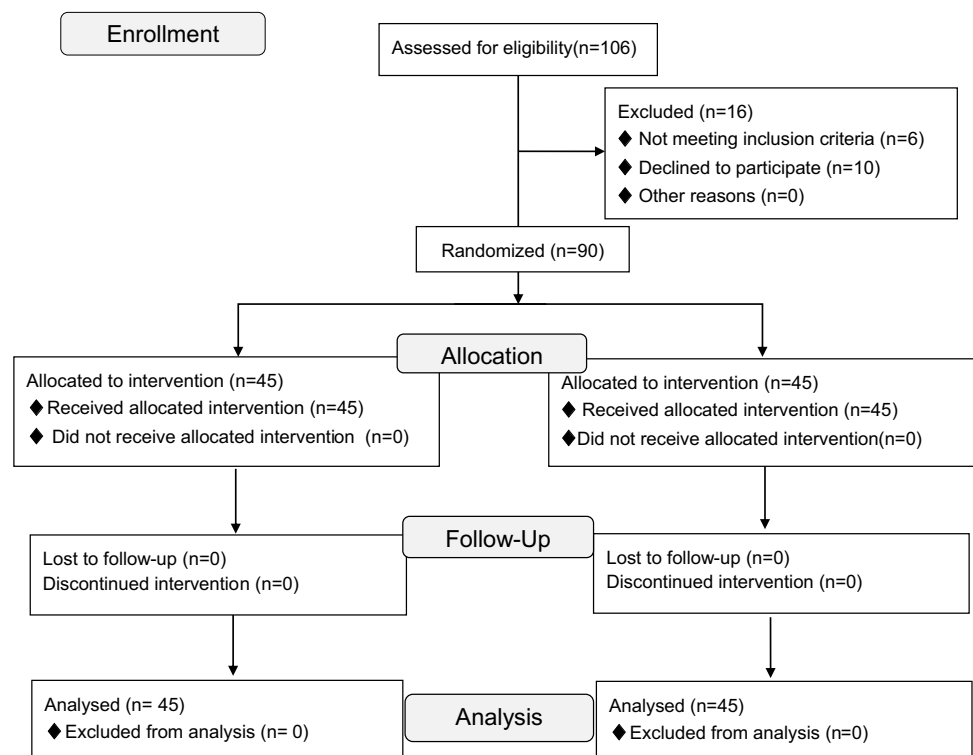 Enrollment
Assessed for eligibility(n=106)
Excluded (n=16)
♦ Not meeting inclusion criteria (n=6)
♦ Declined to participate (n=10)
♦ Other reasons (n=0)
Randomized (n=90)
Allocation
Allocated to intervention (n=45)
♦ Received allocated intervention (n=45)
♦ Did not receive allocated intervention (n=0)
Allocated to intervention (n=45)
♦ Received allocated intervention (n=45)
♦Did not receive allocated intervention(n=0)
Follow-Up
Lost to follow-up (n=0)
Discontinued intervention (n=0)
Lost to follow-up (n=0)
Discontinued intervention (n=0)
Analysis
Analysed (n= 45)
♦ Excluded from analysis (n= 0)
Analysed (n=45)
♦ Excluded from analysis (n=0)